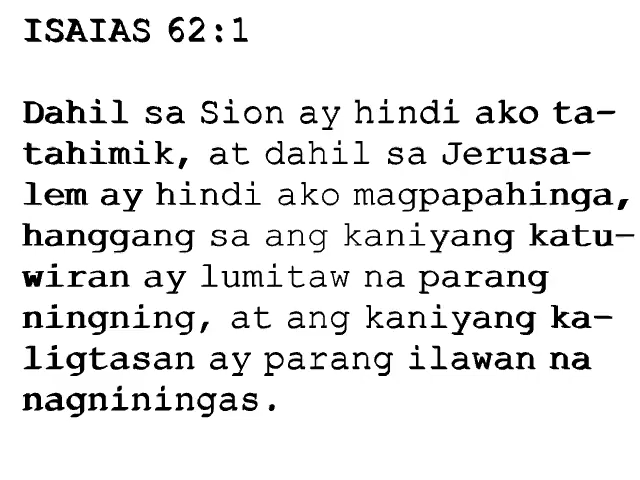 ISAIAS 62:1
Dahil sa Sion ay hindi ako ta-
tahimik, at dahil sa Jerusa-
lem ay hindi ako magpapahinga,
hanggang sa ang kaniyang katu-
wiran ay lumitaw na parang
ningning, at ang kaniyang ka-
ligtasan ay parang ilawan na
nagniningas.